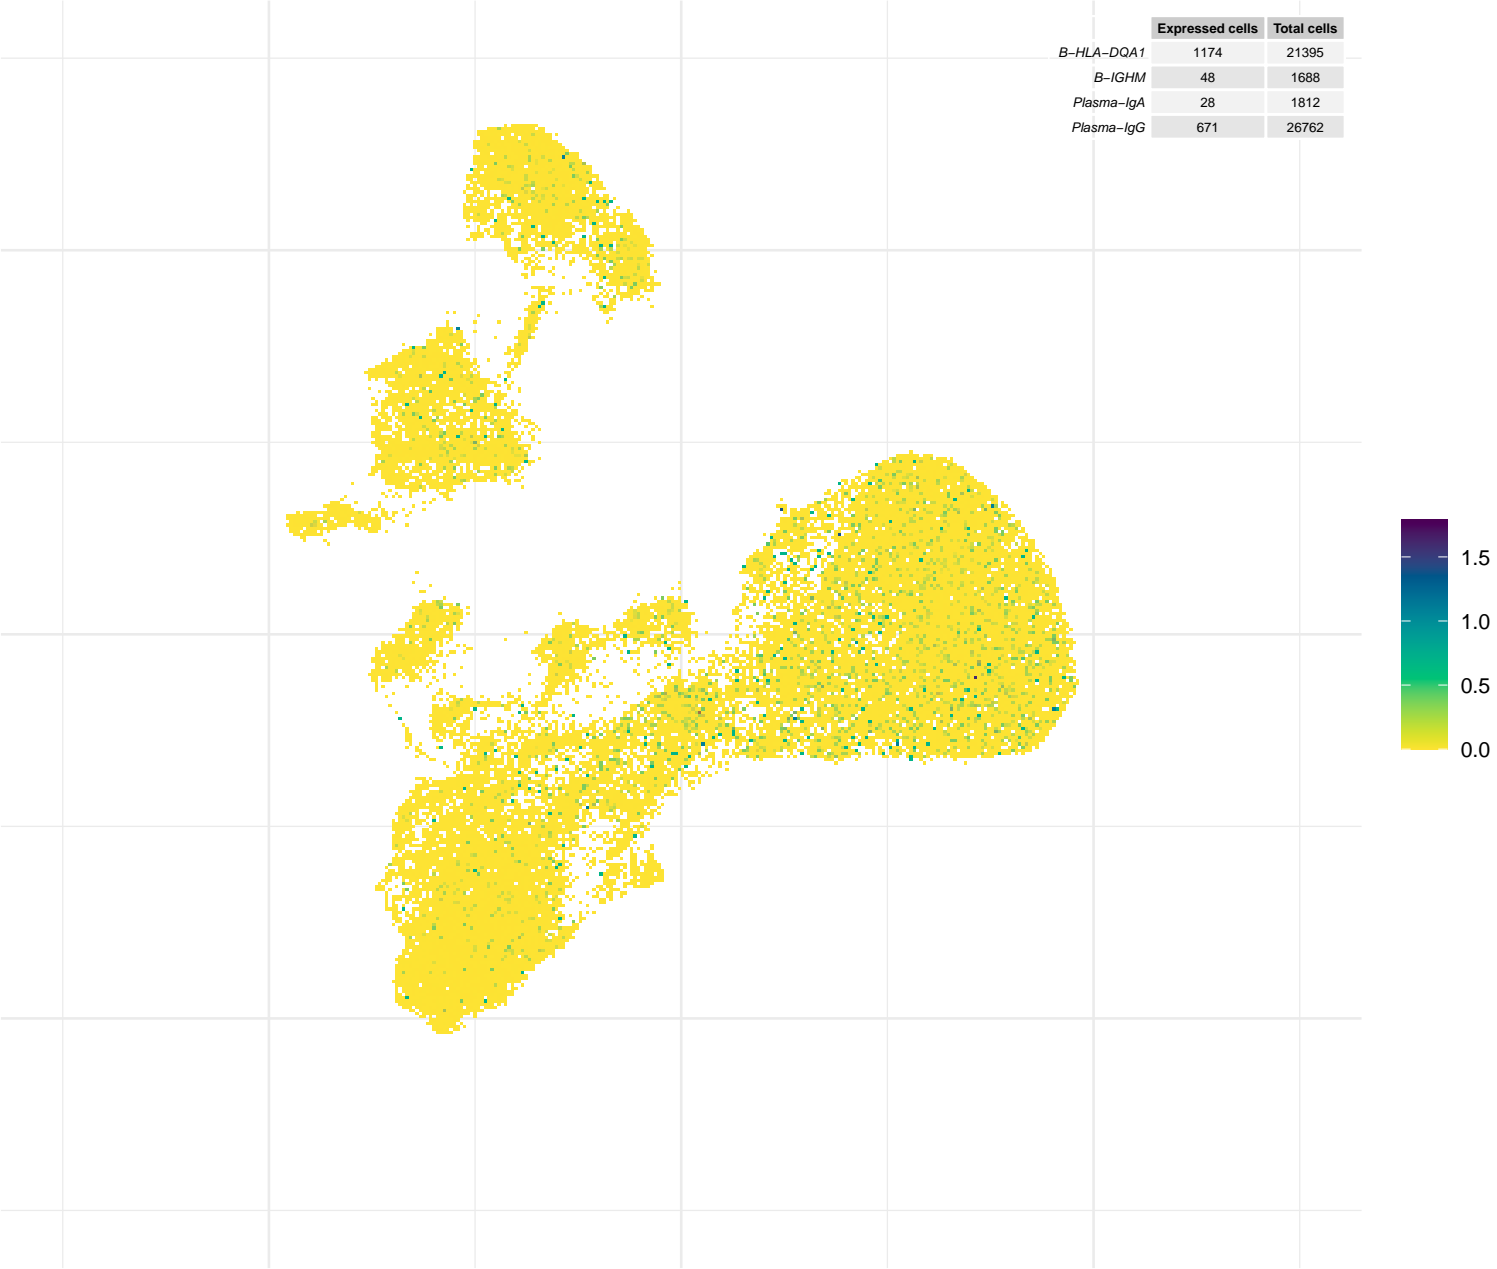 Expressed cells Total cells
B−HLA−DQA1 1174 21395
B−IGHM 48 1688
Plasma−IgA 28 1812
Plasma−IgG 671 26762
1.5
1.0
0.5
0.0